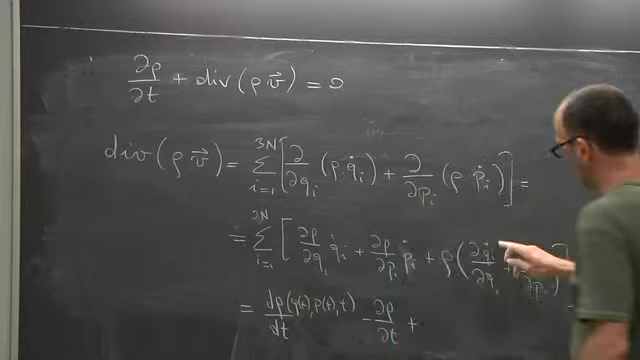 ∂ρ/∂t + div(ρ v⃗) = 0
div(ρ v⃗) = Σ_{i=1}^{3N} [ ∂/∂q_i (ρ q̇_i) + ∂/∂p_i (ρ ṗ_i) ] =
= Σ_{i=1}^{3N} [ ∂ρ/∂q_i q̇_i + ∂ρ/∂p_i ṗ_i + ρ ( ∂q̇_i/∂q_i + /∂p_i ) ]
= dρ(q(t), p(t), t)/dt − ∂ρ/∂t +